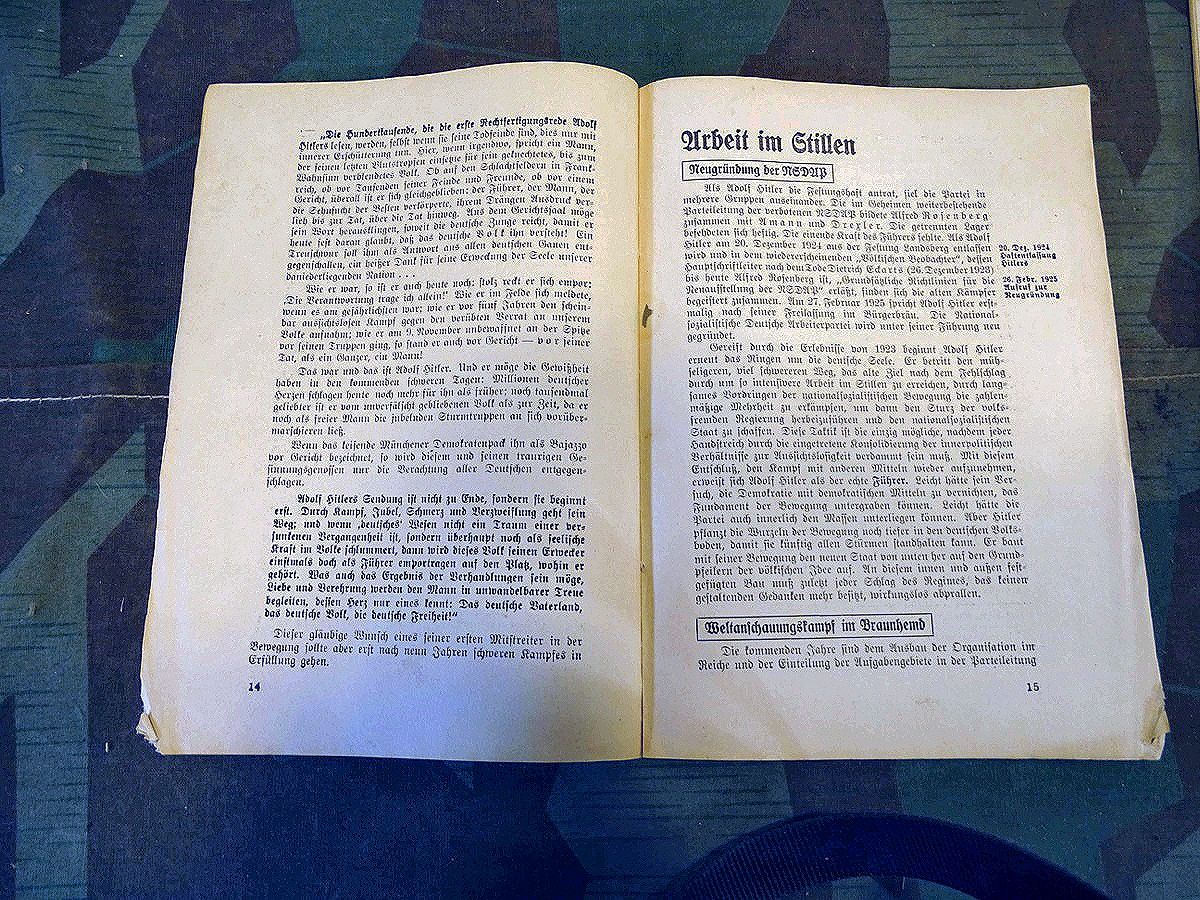 — „Die Hunderttausende, die die erste Rechtfertigungsrede Adolf
Hitlers lesen, werden, selbst wenn sie seine Todfeinde sind, dies nur mit
innerer Erschütterung tun. Hier, wenn irgendwo, spricht ein Mann,
der seinen letzten Blutstropfen einsetzte für sein geknechtetes, bis zum
Wahnsinn verblendetes Volk. Ob auf den Schlachtfeldern in Frank-
reich, ob vor Tausenden seiner Feinde und Freunde, ob vor einem
Gericht, überall ist er sich gleichgeblieben: der Führer, der Mann, der
die Sehnsucht der Besten verkörperte, ihrem Drängen Ausdruck ver-
lieh bis zur Tat, über die Tat hinweg. Aus dem Gerichtssaal möge
sein Wort herausklingen, soweit die deutsche Zunge reicht, damit er
heute fest daran glaubt, daß das deutsche Volk ihn versteht! Ein
Treuschwur soll ihm als Antwort aus allen deutschen Gauen ent-
gegenschallen, ein heißer Dank für seine Erweckung der Seele unserer
daniederliegenden Nation . . .
Wie er war, so ist er auch heute noch: stolz reckt er sich empor:
‚Die Verantwortung trage ich allein!‘ Wie er im Felde sich meldete,
wenn es am gefährlichsten war; wie er vor fünf Jahren den schein-
bar aussichtslosen Kampf gegen den verübten Verrat an unserem
Volke aufnahm; wie er am 9. November unbewaffnet an der Spitze
vor seinen Truppen ging, so stand er auch vor Gericht — vor seiner
Tat, als ein Ganzer, ein Mann!
Das war und das ist Adolf Hitler. Und er möge die Gewißheit
haben in den kommenden schweren Tagen: Millionen deutscher
Herzen schlagen heute noch mehr für ihn als früher; noch tausendmal
geliebter ist er vom unverfälscht gebliebenen Volk als zur Zeit, da er
noch als freier Mann die jubelnden Sturmtruppen an sich vorüber-
marschieren ließ.
Wenn das keifende Münchener Demokratenpack ihn als Bajazzo
vor Gericht bezeichnet, so wird diesem und seinen traurigen Ge-
sinnungsgenossen nur die Verachtung aller Deutschen entgegen-
schlagen.
Adolf Hitlers Sendung ist nicht zu Ende, sondern sie beginnt
erst. Durch Kampf, Jubel, Schmerz und Verzweiflung geht sein
Weg; und wenn ‚deutsches‘ Wesen nicht ein Traum einer ver-
sunkenen Vergangenheit ist, sondern überhaupt noch als seelische
Kraft im Volke schlummert, dann wird dieses Volk seinen Erwecker
einstmals doch als Führer emportragen auf den Platz, wohin er
gehört. Was auch das Ergebnis der Verhandlungen sein möge,
Liebe und Verehrung werden den Mann in unwandelbarer Treue
begleiten, dessen Herz nur eines kennt: Das deutsche Vaterland,
das deutsche Volk, die deutsche Freiheit!“
Dieser gläubige Wunsch eines seiner ersten Mitstreiter in der
Bewegung sollte aber erst nach neun Jahren schweren Kampfes in
Erfüllung gehen.
14
Arbeit im Stillen
Neugründung der NSDAP
Als Adolf Hitler die Festungshaft antrat, fiel die Partei in
mehrere Gruppen auseinander. Die im Geheimen weiterbestehende
Parteileitung der verbotenen NSDAP bildete Alfred Rosenberg
zusammen mit Amann und Drexler. Die getrennten Lager
befehdeten sich heftig. Die einende Kraft des Führers fehlte. Als Adolf
Hitler am 20. Dezember 1924 aus der Festung Landsberg entlassen
wird und in dem wiedererscheinenden „Völkischen Beobachter“, dessen
Hauptschriftleiter nach dem Tode Dietrich Eckarts (26. Dezember 1923)
bis heute Alfred Rosenberg ist, „Grundsätzliche Richtlinien für die
Neuaufstellung der NSDAP“ erläßt, finden sich die alten Kämpfer
begeistert zusammen. Am 27. Februar 1925 spricht Adolf Hitler erst-
malig nach seiner Freilassung im Bürgerbräu. Die National-
sozialistische Deutsche Arbeiterpartei wird unter seiner Führung neu
gegründet.
20. Dez. 1924
Haftentlassung
Hitlers
26. Febr. 1925
Aufruf zur
Neugründung
Gereift durch die Erlebnisse von 1923 beginnt Adolf Hitler
erneut das Ringen um die deutsche Seele. Er betritt den müh-
seligeren, viel schwereren Weg, das alte Ziel nach dem Fehlschlag
durch um so intensivere Arbeit im Stillen zu erreichen, durch lang-
sames Vordringen der nationalsozialistischen Bewegung die zahlen-
mäßige Mehrheit zu erkämpfen, um dann den Sturz der volks-
fremden Regierung herbeizuführen und den nationalsozialistischen
Staat zu schaffen. Diese Taktik ist die einzig mögliche, nachdem jeder
Handstreich durch die eingetretene Konsolidierung der innerpolitischen
Verhältnisse zur Aussichtslosigkeit verdammt sein muß. Mit diesem
Entschluß, den Kampf mit anderen Mitteln wieder aufzunehmen,
erweist sich Adolf Hitler als der echte Führer. Leicht hätte sein Ver-
such, die Demokratie mit demokratischen Mitteln zu vernichten, das
Fundament der Bewegung untergraben können. Leicht hätte die
Partei auch innerlich den Massen unterliegen können. Aber Hitler
pflanzt die Wurzeln der Bewegung noch tiefer in den deutschen Volks-
boden, damit sie künftig allen Stürmen standhalten kann. Er baut
mit seiner Bewegung den neuen Staat von unten her auf den Grund-
pfeilern der völkischen Idee auf. An diesem innen und außen fest-
gefügten Bau muß zuletzt jeder Schlag des Regimes, das keinen
gestaltenden Gedanken mehr besitzt, wirkungslos abprallen.
Weltanschauungskampf im Braunhemd
Die kommenden Jahre sind dem Ausbau der Organisation im
Reiche und der Einteilung der Aufgabengebiete in der Parteileitung
15